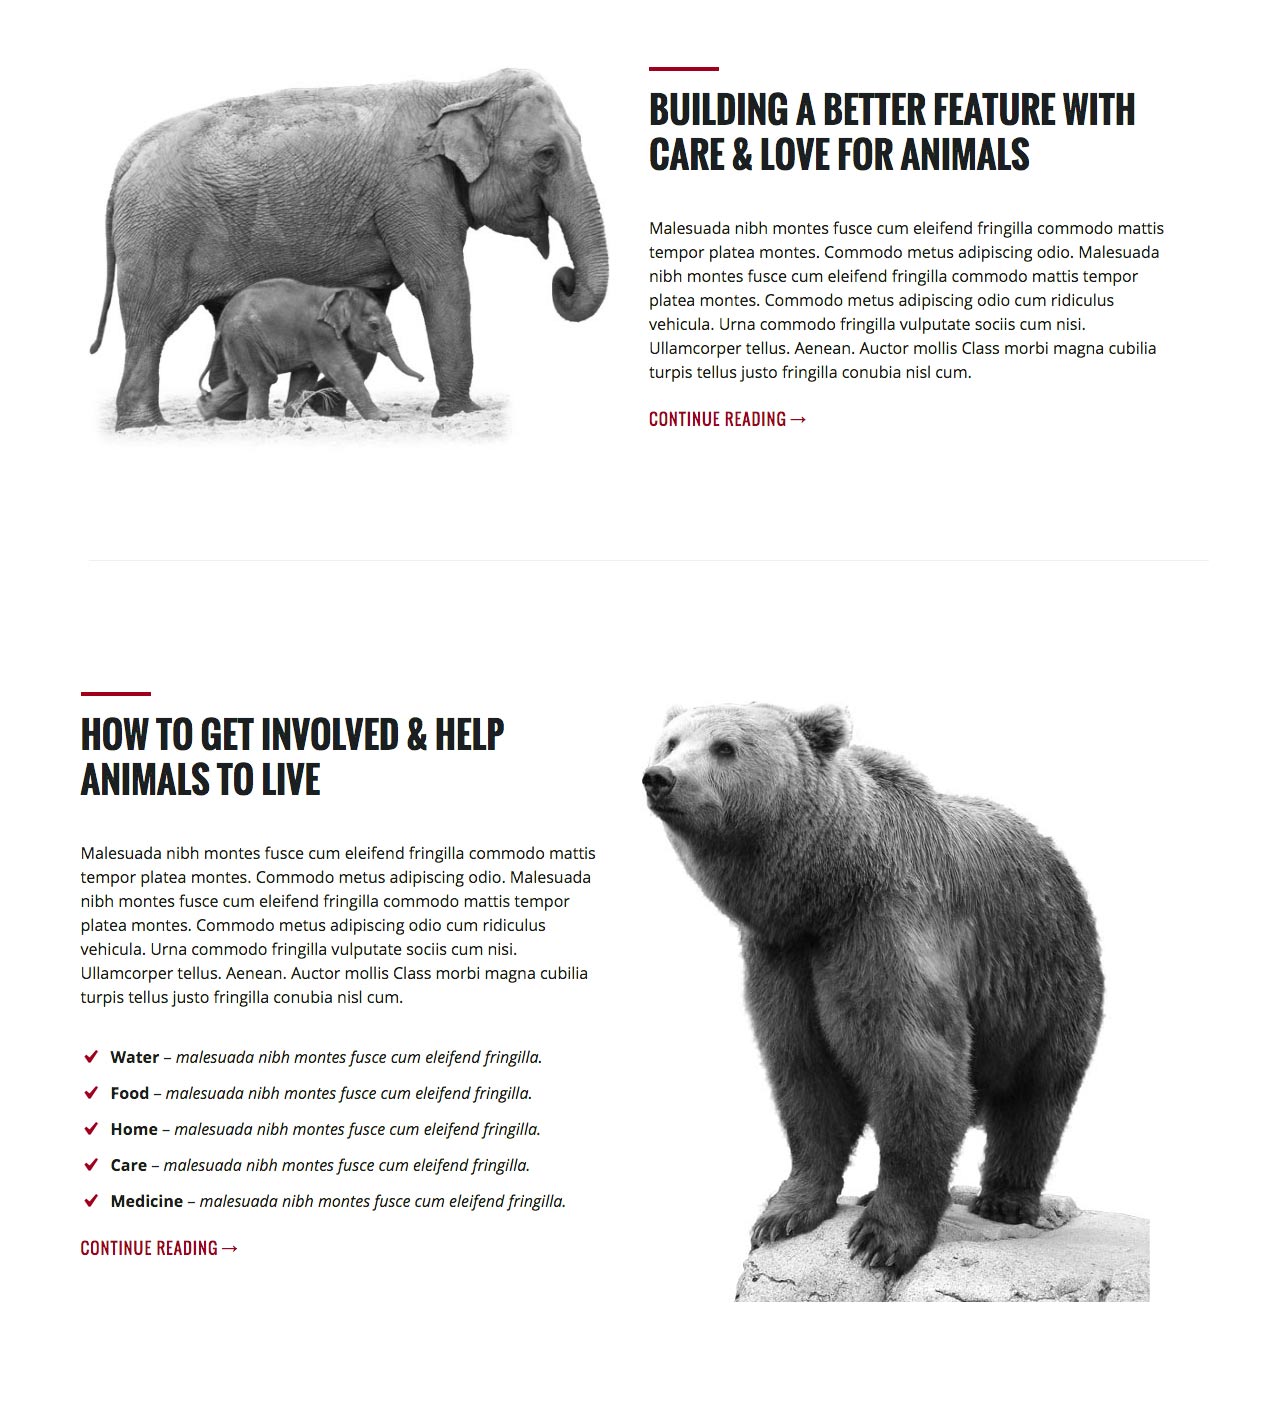 BUILDING A BETTER FEATURE WITH
CARE & LOVE FOR ANIMALS
Malesuada nibh montes fusce cum eleifend fringilla commodo mattis
tempor platea montes. Commodo metus adipiscing odio. Malesuada
nibh montes fusce cum eleifend fringilla commodo mattis tempor
platea montes. Commodo metus adipiscing odio cum ridiculus
vehicula. Urna commodo fringilla vulputate sociis cum nisi.
Ullamcorper tellus. Aenean. Auctor mollis Class morbi magna cubilia
turpis tellus justo fringilla conubia nisl cum.
CONTINUE READING →
HOW TO GET INVOLVED & HELP
ANIMALS TO LIVE
Malesuada nibh montes fusce cum eleifend fringilla commodo mattis
tempor platea montes. Commodo metus adipiscing odio. Malesuada
nibh montes fusce cum eleifend fringilla commodo mattis tempor
platea montes. Commodo metus adipiscing odio cum ridiculus
vehicula. Urna commodo fringilla vulputate sociis cum nisi.
Ullamcorper tellus. Aenean. Auctor mollis Class morbi magna cubilia
turpis tellus justo fringilla conubia nisl cum.
✔ Water – malesuada nibh montes fusce cum eleifend fringilla.
✔ Food – malesuada nibh montes fusce cum eleifend fringilla.
✔ Home – malesuada nibh montes fusce cum eleifend fringilla.
✔ Care – malesuada nibh montes fusce cum eleifend fringilla.
✔ Medicine – malesuada nibh montes fusce cum eleifend fringilla.
CONTINUE READING →